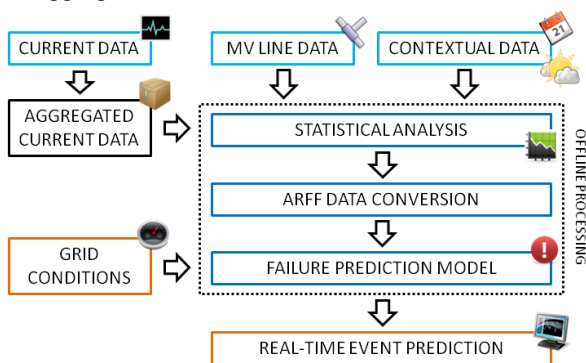 CURRENT DATA
MV LINE DATA
CONTEXTUAL DATA
21
AGGREGATED
CURRENT DATA
STATISTICAL ANALYSIS
ARFF DATA CONVERSION
GRID
CONDITIONS
FAILURE PREDICTION MODEL
!
OFFLINE PROCESSING
REAL-TIME EVENT PREDICTION